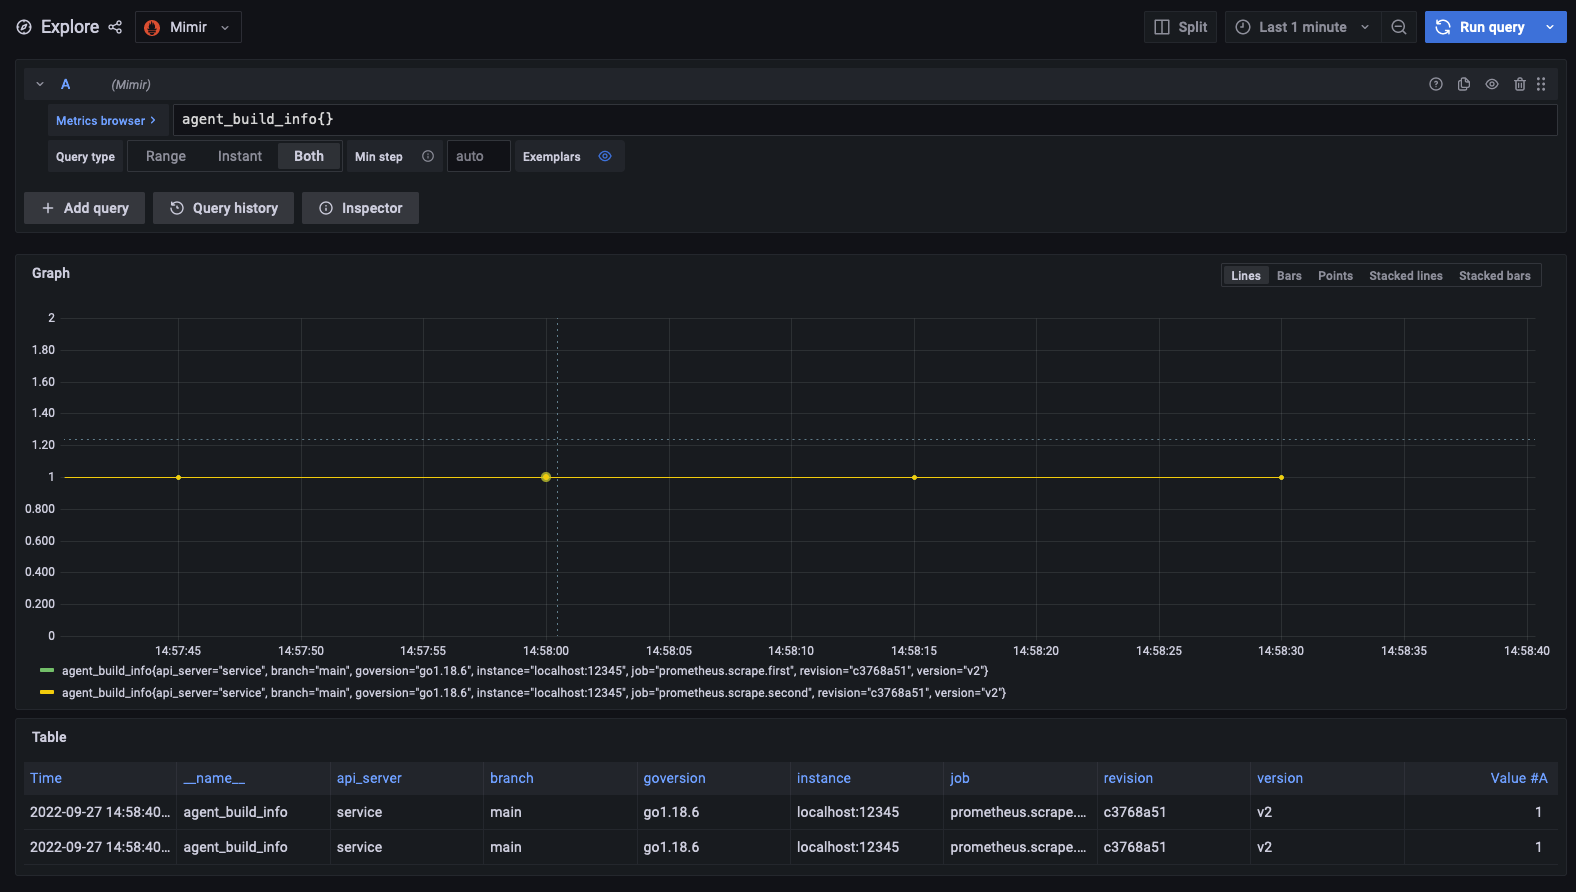 Explore Mimir Split Last 1 minute Run query
A (Mimir)
Metrics browser > agent_build_info{}
Query type Range Instant Both Min step auto Exemplars
+ Add query Query history Inspector
Graph
Lines Bars Points Stacked lines Stacked bars
2
1.80
1.60
1.40
1.20
1
0.800
0.600
0.400
0.200
0
14:57:45 14:57:50 14:57:55 14:58:00 14:58:05 14:58:10 14:58:15 14:58:20 14:58:25 14:58:30 14:58:35 14:58:40
agent_build_info{api_server="service", branch="main", goversion="go1.18.6", instance="localhost:12345", job="prometheus.scrape.first", revision="c3768a51", version="v2"}
agent_build_info{api_server="service", branch="main", goversion="go1.18.6", instance="localhost:12345", job="prometheus.scrape.second", revision="c3768a51", version="v2"}
Table
Time __name__ api_server branch goversion instance job revision version Value #A
2022-09-27 14:58:40... agent_build_info service main go1.18.6 localhost:12345 prometheus.scrape.... c3768a51 v2 1
2022-09-27 14:58:40... agent_build_info service main go1.18.6 localhost:12345 prometheus.scrape.... c3768a51 v2 1